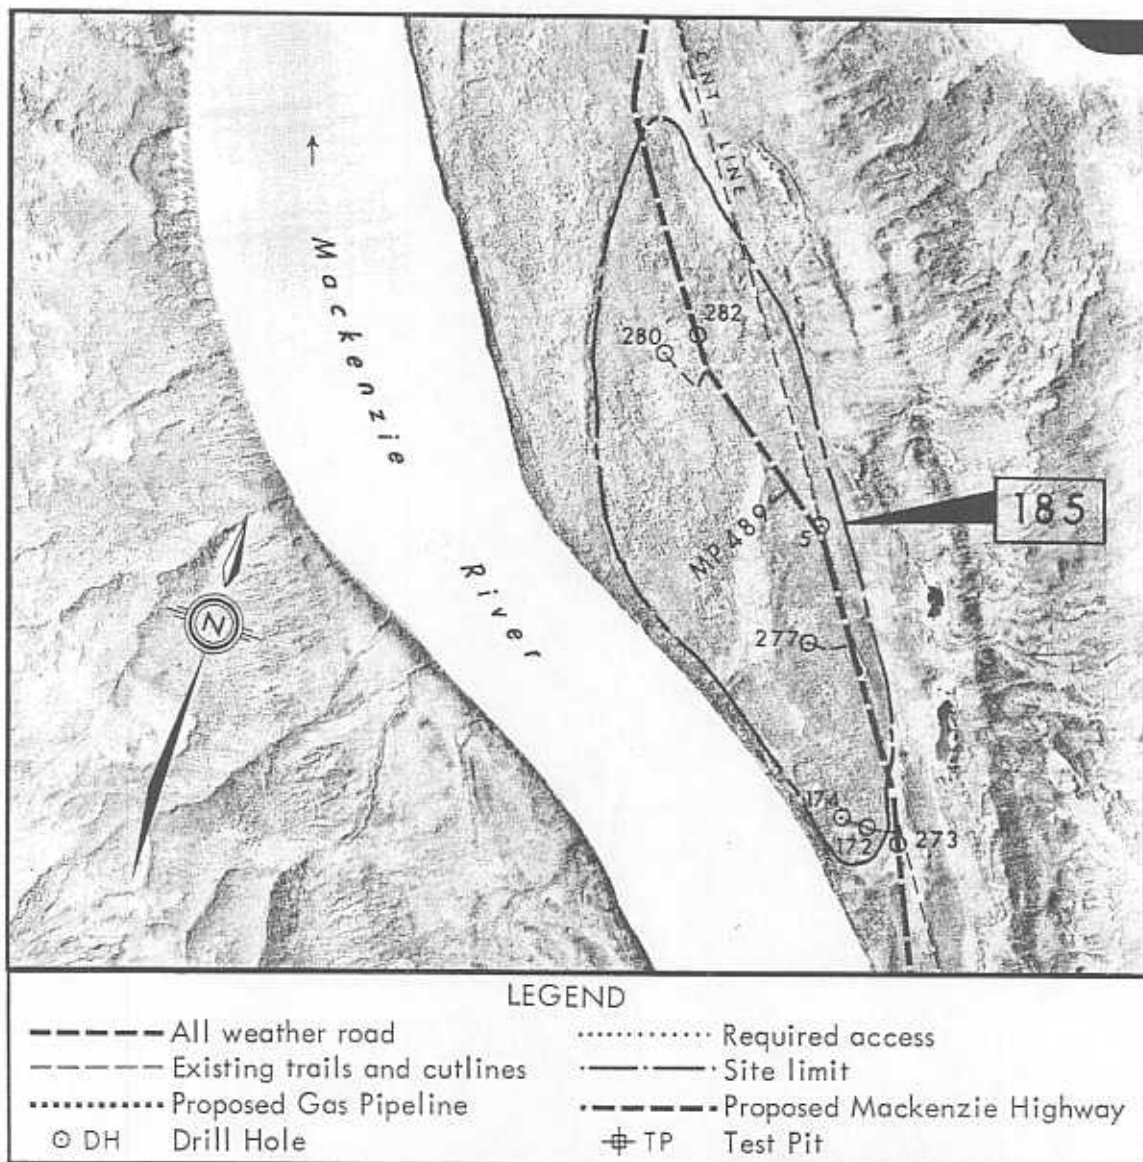 CNT LINE
Mackenzie
River
282
280
185
MP. 489
5
277
174
172
273
N
LEGEND
All weather road
Required access
Existing trails and cutlines
Site limit
Proposed Gas Pipeline
Proposed Mackenzie Highway
DH Drill Hole
TP Test Pit